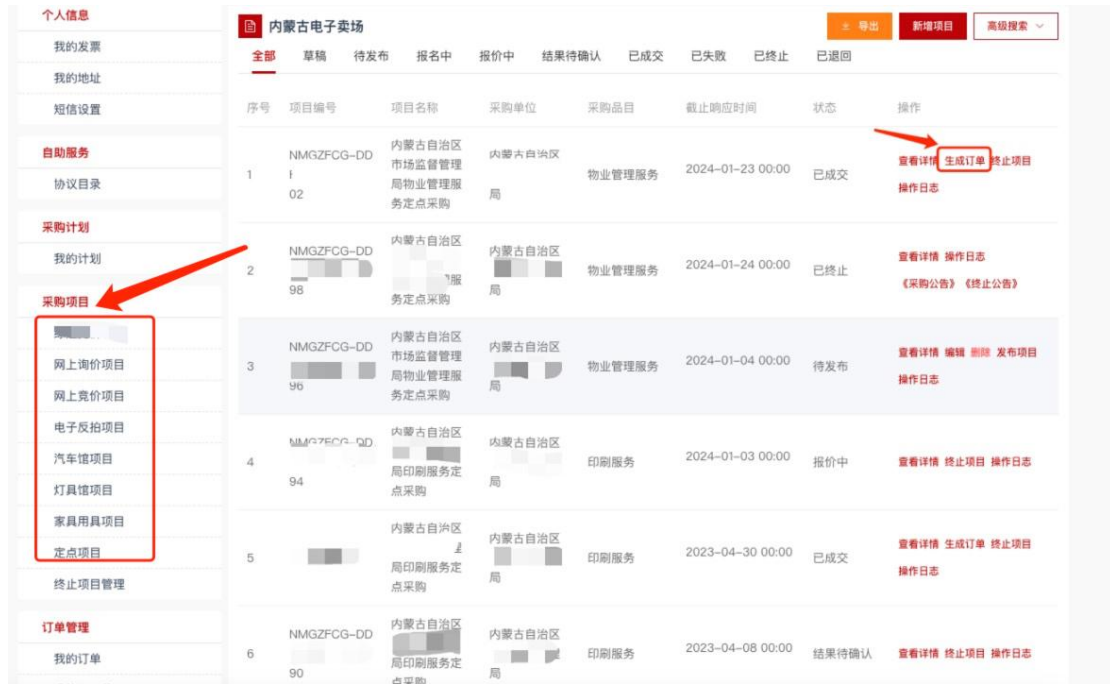 个人信息
我的发票
我的地址
短信设置
自助服务
协议目录
采购计划
我的计划
采购项目
网上询价项目
网上竞价项目
电子反拍项目
汽车馆项目
灯具馆项目
家具用具项目
定点项目
终止项目管理
订单管理
我的订单
内蒙古电子卖场
导出
新增项目
高级搜索
全部 草稿 待发布 报名中 报价中 结果待确认 已成交 已失败 已终止 已退回
序号 项目编号 项目名称 采购单位 采购品目 截止响应时间 状态 操作
1
NMGZFCG-DD
02
内蒙古自治区
市场监督管理
局物业管理服
务定点采购
内蒙古自治区
局
物业管理服务
2024-01-23 00:00
已成交
查看详情 生成订单 终止项目
操作日志
2
NMGZFCG-DD
98
内蒙古自治区
服
务定点采购
内蒙古自治区
局
物业管理服务
2024-01-24 00:00
已终止
查看详情 操作日志
《采购公告》 《终止公告》
3
NMGZFCG-DD
96
内蒙古自治区
市场监督管理
局物业管理服
务定点采购
内蒙古自治区
局
物业管理服务
2024-01-04 00:00
待发布
查看详情 编辑 删除 发布项目
操作日志
4
NMGZFCG-DD
94
内蒙古自治区
局印刷服务定
点采购
内蒙古自治区
局
印刷服务
2024-01-03 00:00
报价中
查看详情 终止项目 操作日志
5
内蒙古自治区
局印刷服务定
点采购
内蒙古自治区
局
印刷服务
2023-04-30 00:00
已成交
查看详情 生成订单 终止项目
操作日志
6
NMGZFCG-DD
90
内蒙古自治区
局印刷服务定
点采购
内蒙古自治区
局
印刷服务
2023-04-08 00:00
结果待确认
查看详情 终止项目 操作日志